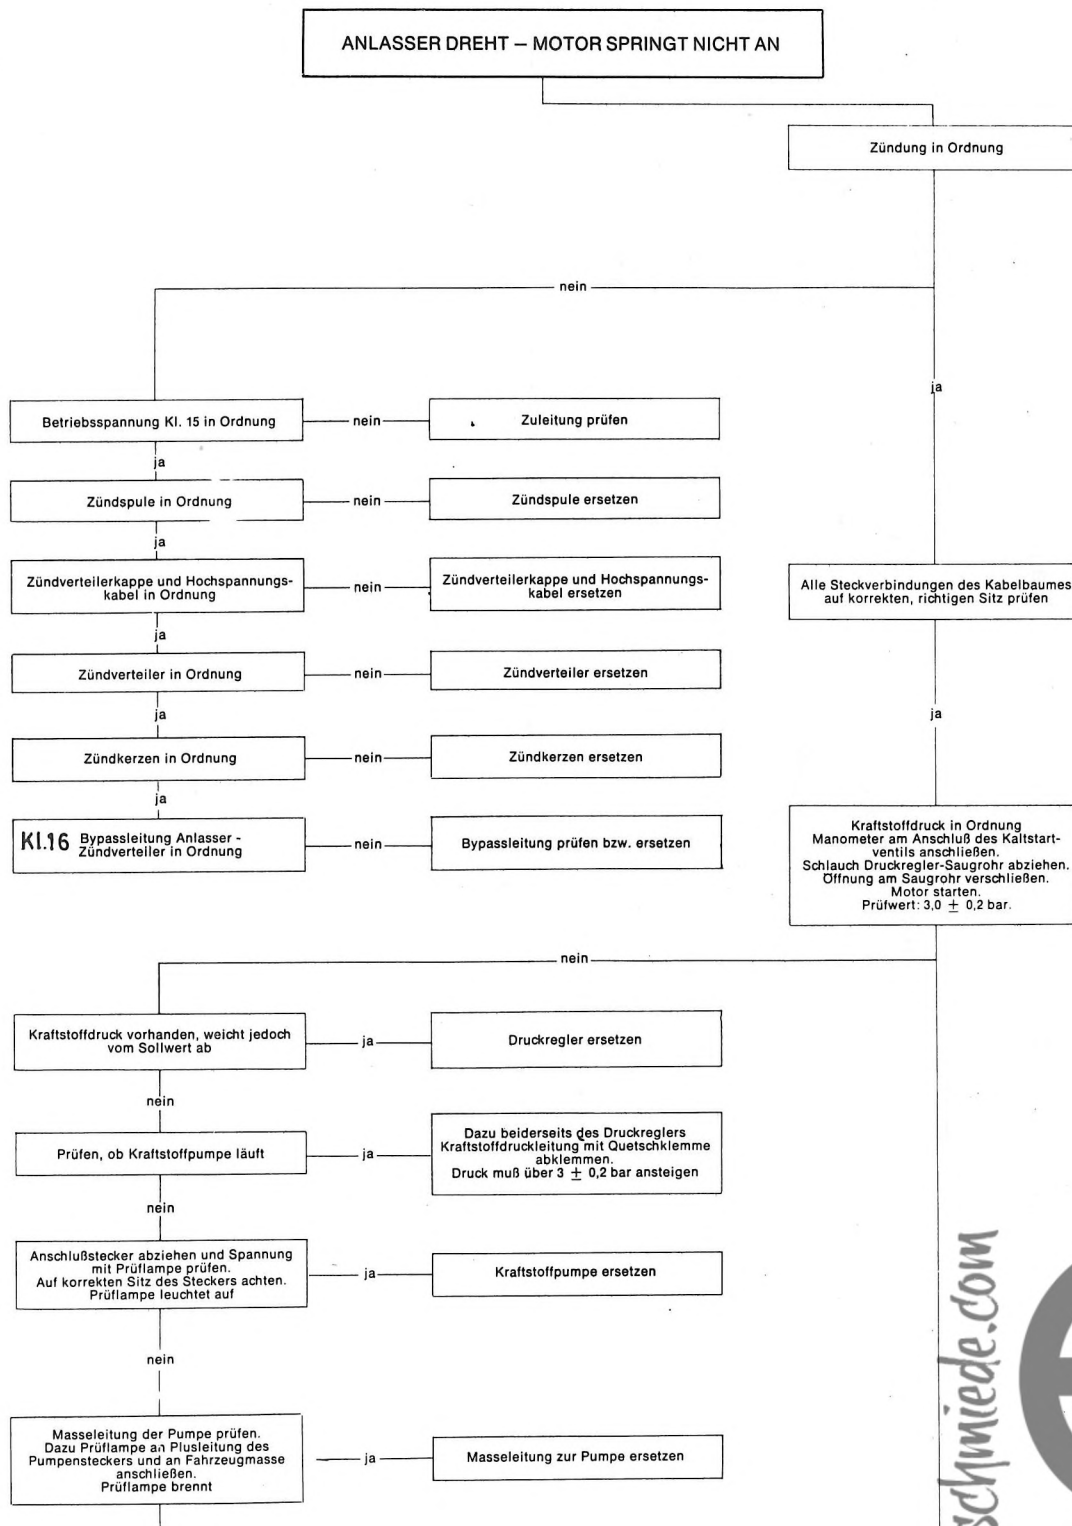 ANLASSER DREHT – MOTOR SPRINGT NICHT AN
Zündung in Ordnung
nein
ja
Betriebsspannung Kl. 15 in Ordnung
nein
Zuleitung prüfen
ja
Zündspule in Ordnung
nein
Zündspule ersetzen
ja
Zündverteilerkappe und Hochspannungs-
kabel in Ordnung
nein
Zündverteilerkappe und Hochspannungs-
kabel ersetzen
Alle Steckverbindungen des Kabelbaumes
auf korrekten, richtigen Sitz prüfen
ja
Zündverteiler in Ordnung
nein
Zündverteiler ersetzen
ja
ja
Zündkerzen in Ordnung
nein
Zündkerzen ersetzen
ja
Kl.16 Bypassleitung Anlasser -
Zündverteiler in Ordnung
nein
Bypassleitung prüfen bzw. ersetzen
Kraftstoffdruck in Ordnung
Manometer am Anschluß des Kaltstart-
ventils anschließen.
Schlauch Druckregler-Saugrohr abziehen.
Öffnung am Saugrohr verschließen.
Motor starten.
Prüfwert: 3,0 ± 0,2 bar.
nein
Kraftstoffdruck vorhanden, weicht jedoch
vom Sollwert ab
ja
Druckregler ersetzen
nein
Prüfen, ob Kraftstoffpumpe läuft
ja
Dazu beiderseits des Druckreglers
Kraftstoffdruckleitung mit Quetschklemme
abklemmen.
Druck muß über 3 ± 0,2 bar ansteigen
nein
Anschlußstecker abziehen und Spannung
mit Prüflampe prüfen.
Auf korrekten Sitz des Steckers achten.
Prüflampe leuchtet auf
ja
Kraftstoffpumpe ersetzen
nein
Masseleitung der Pumpe prüfen.
Dazu Prüflampe an Plusleitung des
Pumpensteckers und an Fahrzeugmasse
anschließen.
Prüflampe brennt
ja
Masseleitung zur Pumpe ersetzen
schmiede.com